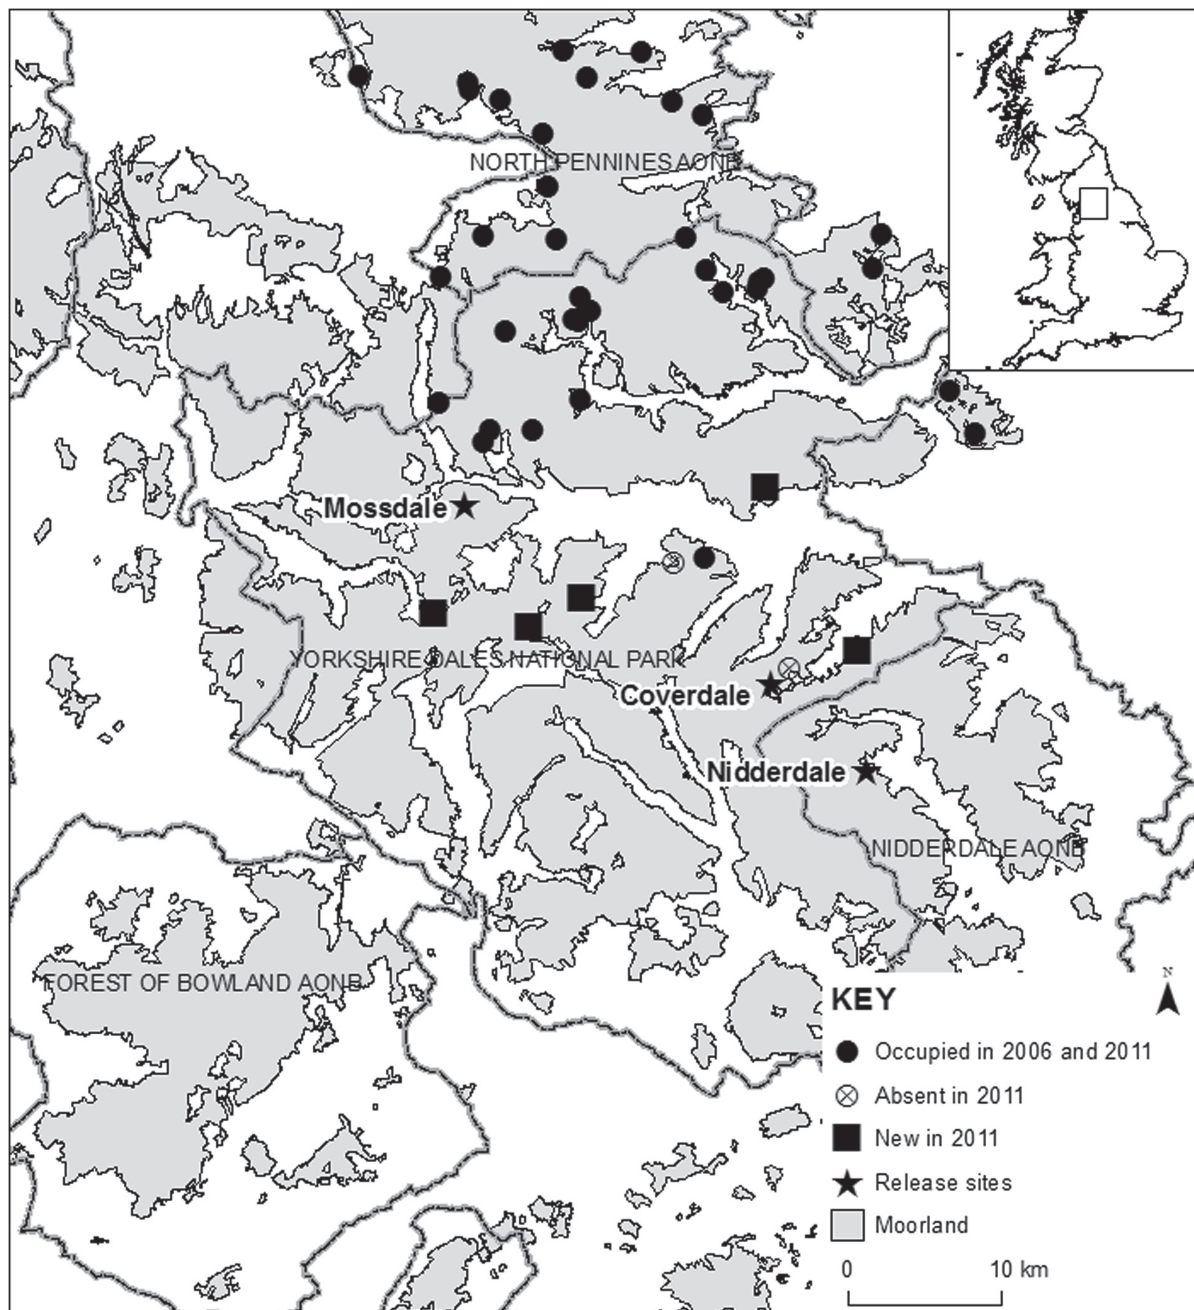 NORTH PENNINES AONB
Mossdale
YORKSHIRE DALES NATIONAL PARK
Coverdale
Nidderdale
NIDDERDALE AONB
FOREST OF BOWLAND AONB
N
KEY
Occupied in 2006 and 2011
Absent in 2011
New in 2011
Release sites
Moorland
0 10 km